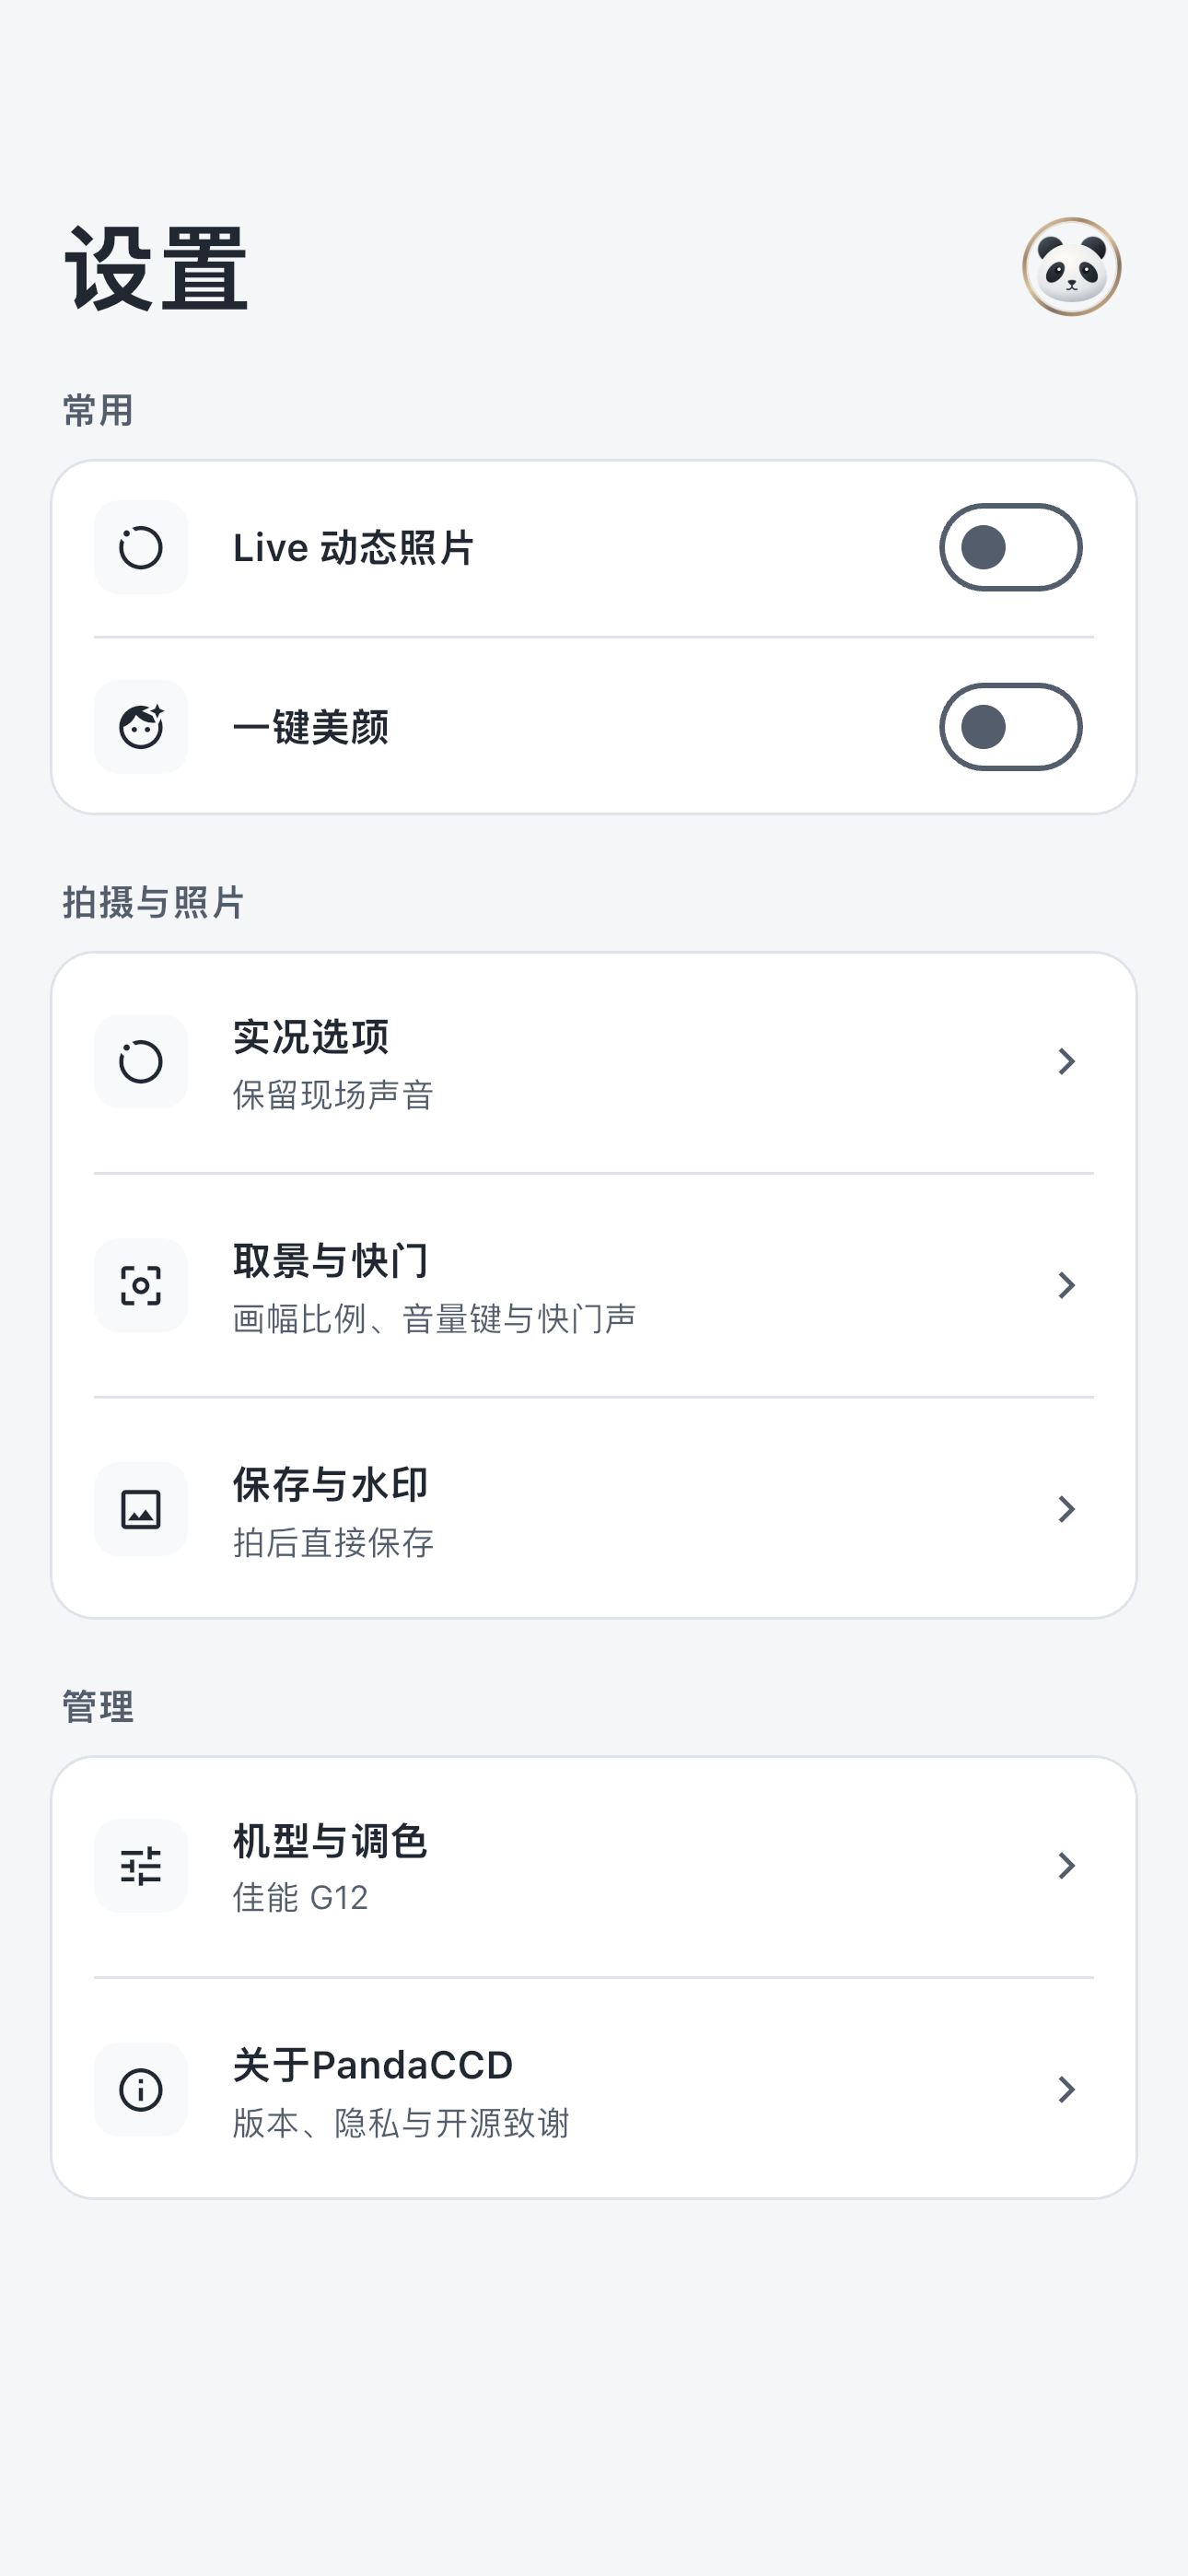 设置
常用
Live 动态照片
一键美颜
拍摄与照片
实况选项
保留现场声音
取景与快门
画幅比例、音量键与快门声
保存与水印
拍后直接保存
管理
机型与调色
佳能 G12
关于PandaCCD
版本、隐私与开源致谢